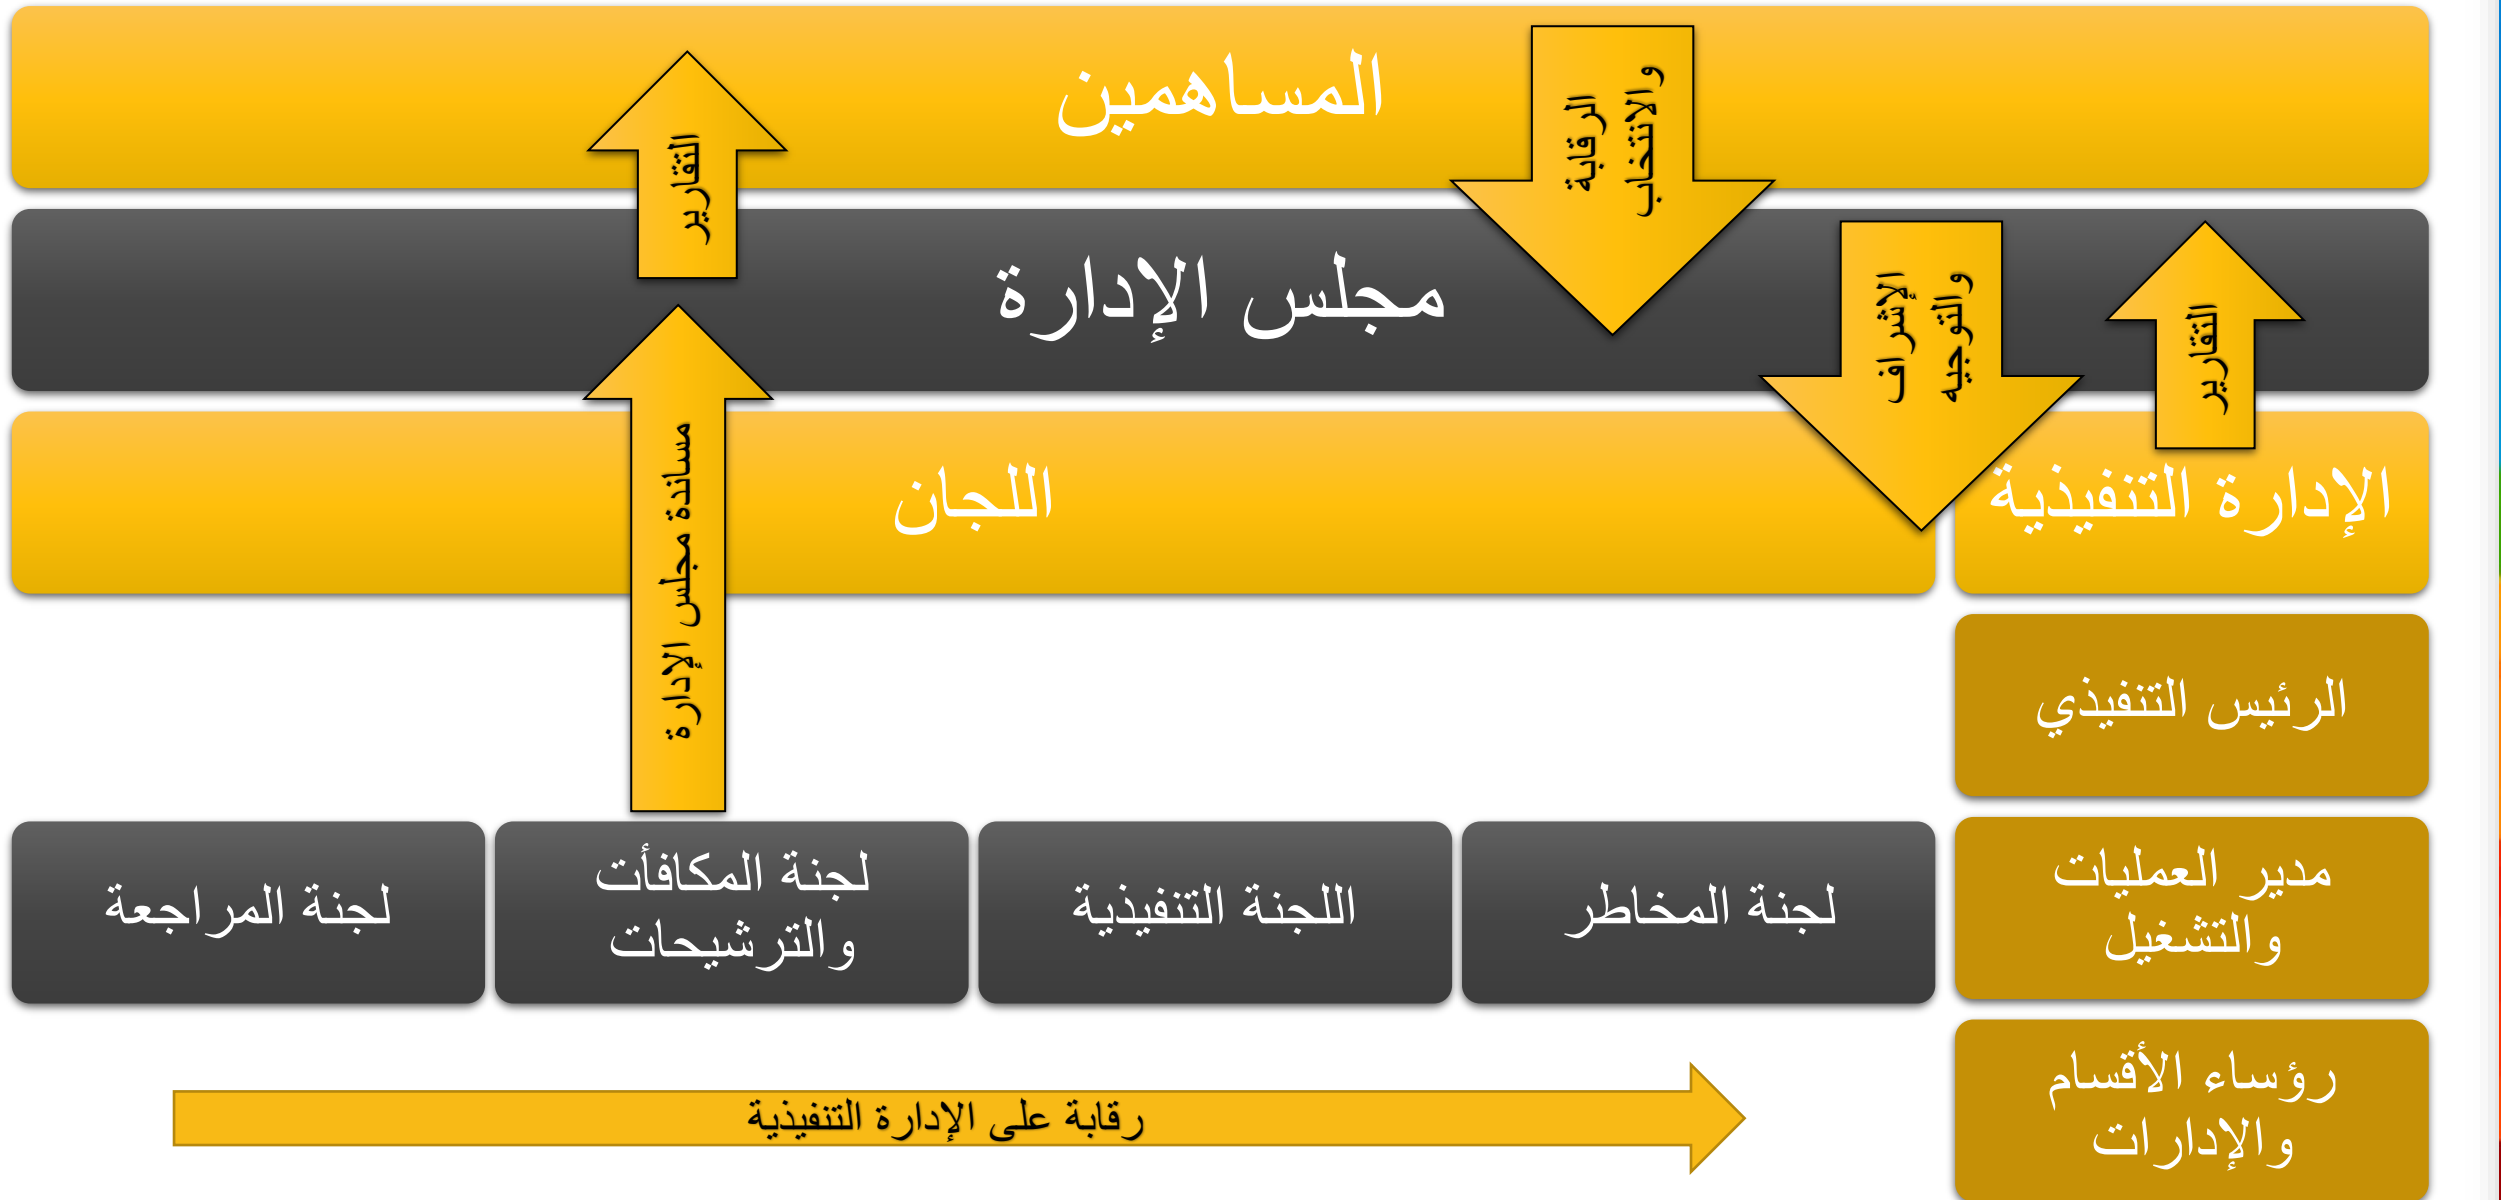 المساهمين
الرقابة
والانتخاب
التقارير
مجلس الإدارة
الاشراف
والتوجيه
التقارير
الإدارة التنفيذية
اللجان
مساندة مجلس الإدارة
الرئيس التنفيذي
مدير العمليات
والتشغيل
رؤساء الأقسام
والإدارات
لجنة المخاطر
اللجنة التنفيذية
لجنة المكافأت
والترشيحات
لجنة المراجعة
رقابة على الإدارة التنفيذية